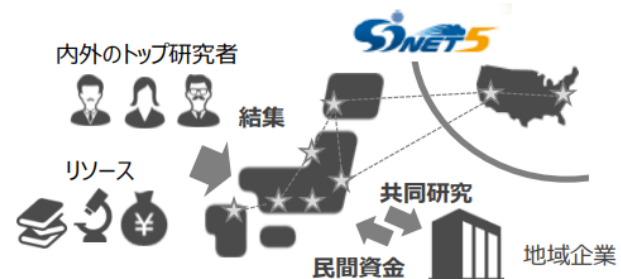 SINET5
内外のトップ研究者
結集
リソース
¥
共同研究
民間資金
地域企業